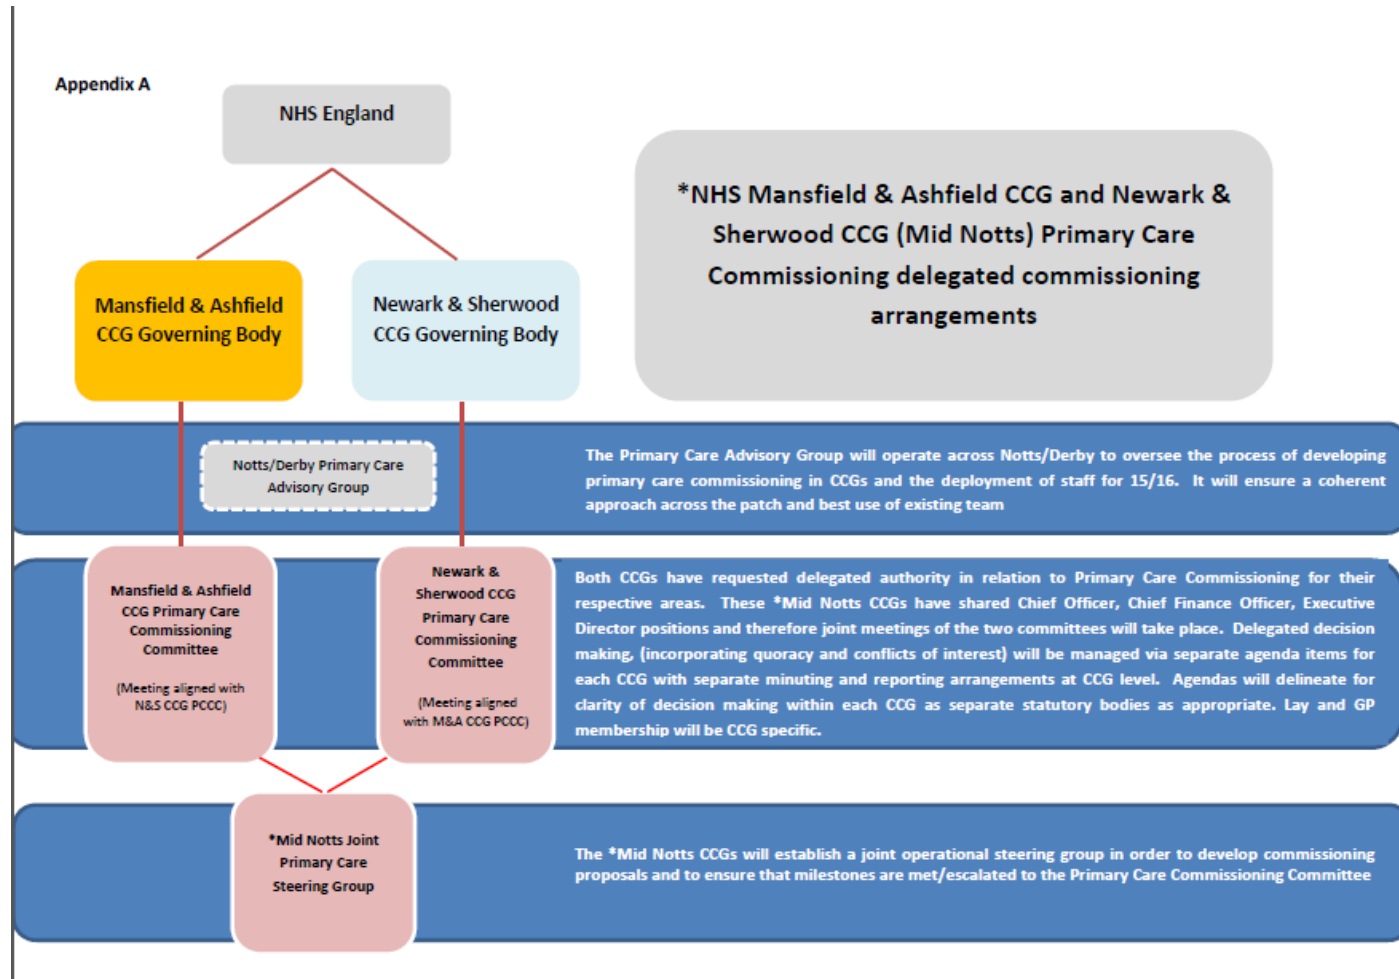 Appendix A
NHS England
*NHS Mansfield & Ashfield CCG and Newark &
Sherwood CCG (Mid Notts) Primary Care
Commissioning delegated commissioning
arrangements
Mansfield & Ashfield
CCG Governing Body
Newark & Sherwood
CCG Governing Body
Notts/Derby Primary Care
Advisory Group
The Primary Care Advisory Group will operate across Notts/Derby to oversee the process of developing
primary care commissioning in CCGs and the deployment of staff for 15/16. It will ensure a coherent
approach across the patch and best use of existing team
Mansfield & Ashfield
CCG Primary Care
Commissioning
Committee
(Meeting aligned with
N&S CCG PCCC)
Newark &
Sherwood CCG
Primary Care
Commissioning
Committee
(Meeting aligned
with M&A CCG PCCC)
Both CCGs have requested delegated authority in relation to Primary Care Commissioning for their
respective areas. These *Mid Notts CCGs have shared Chief Officer, Chief Finance Officer, Executive
Director positions and therefore joint meetings of the two committees will take place. Delegated decision
making, (incorporating quoracy and conflicts of interest) will be managed via separate agenda items for
each CCG with separate minuting and reporting arrangements at CCG level. Agendas will delineate for
clarity of decision making within each CCG as separate statutory bodies as appropriate. Lay and GP
membership will be CCG specific.
*Mid Notts Joint
Primary Care
Steering Group
The *Mid Notts CCGs will establish a joint operational steering group in order to develop commissioning
proposals and to ensure that milestones are met/escalated to the Primary Care Commissioning Committee